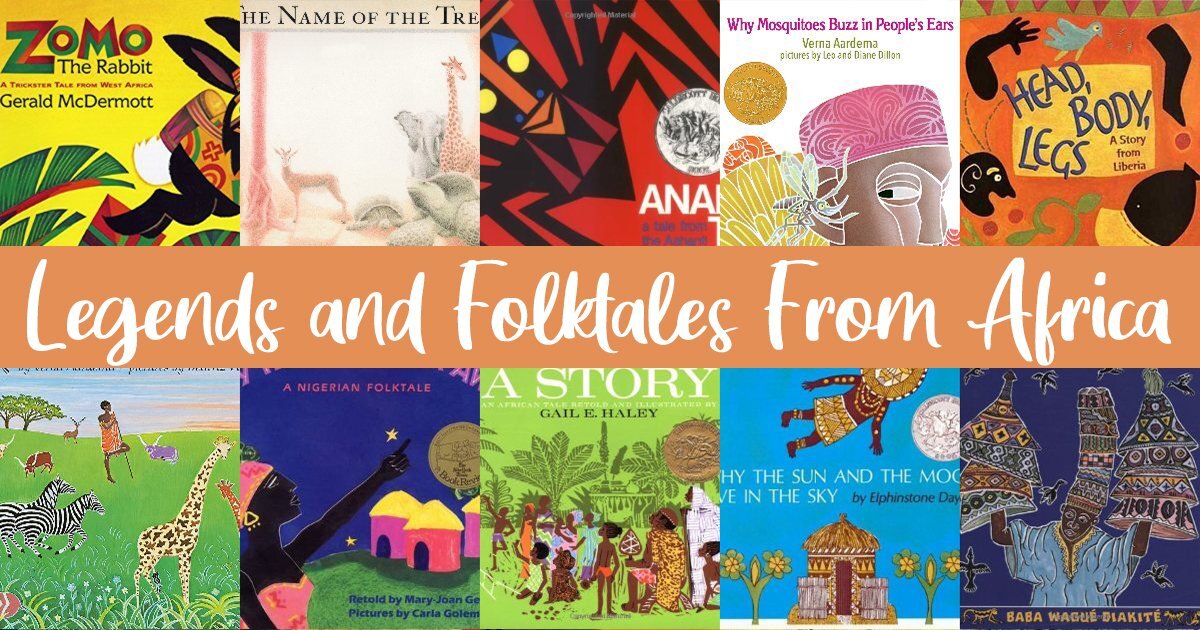 ZOMO
The Rabbit
A TRICKSTER TALE FROM WEST AFRICA
Gerald McDermott
THE NAME OF THE TRE
Copyrighted Material
ANA
a tale from
the Ashanti
Why Mosquitoes Buzz in People's Ears
Verna Aardema
pictures by Leo and Diane Dillon
HEAD,
BODY,
LEGS
A Story
from
Liberia
Legends and Folktales From Africa
A NIGERIAN FOLKTALE
Retold by Mary-Joan Ge
Pictures by Carla Golem
A STORY
AN AFRICAN TALE RETOLD AND ILLUSTRATED BY
GAIL E. HALEY
HY THE SUN AND THE MOO
VE IN THE SKY by Elphinstone Day
BABA WAGUÉ DIAKITÉ